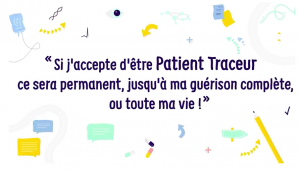 « Si j'accepte d'être Patient Traceur
ce sera permanent, jusqu'à ma guérison complète,
ou toute ma vie ! »